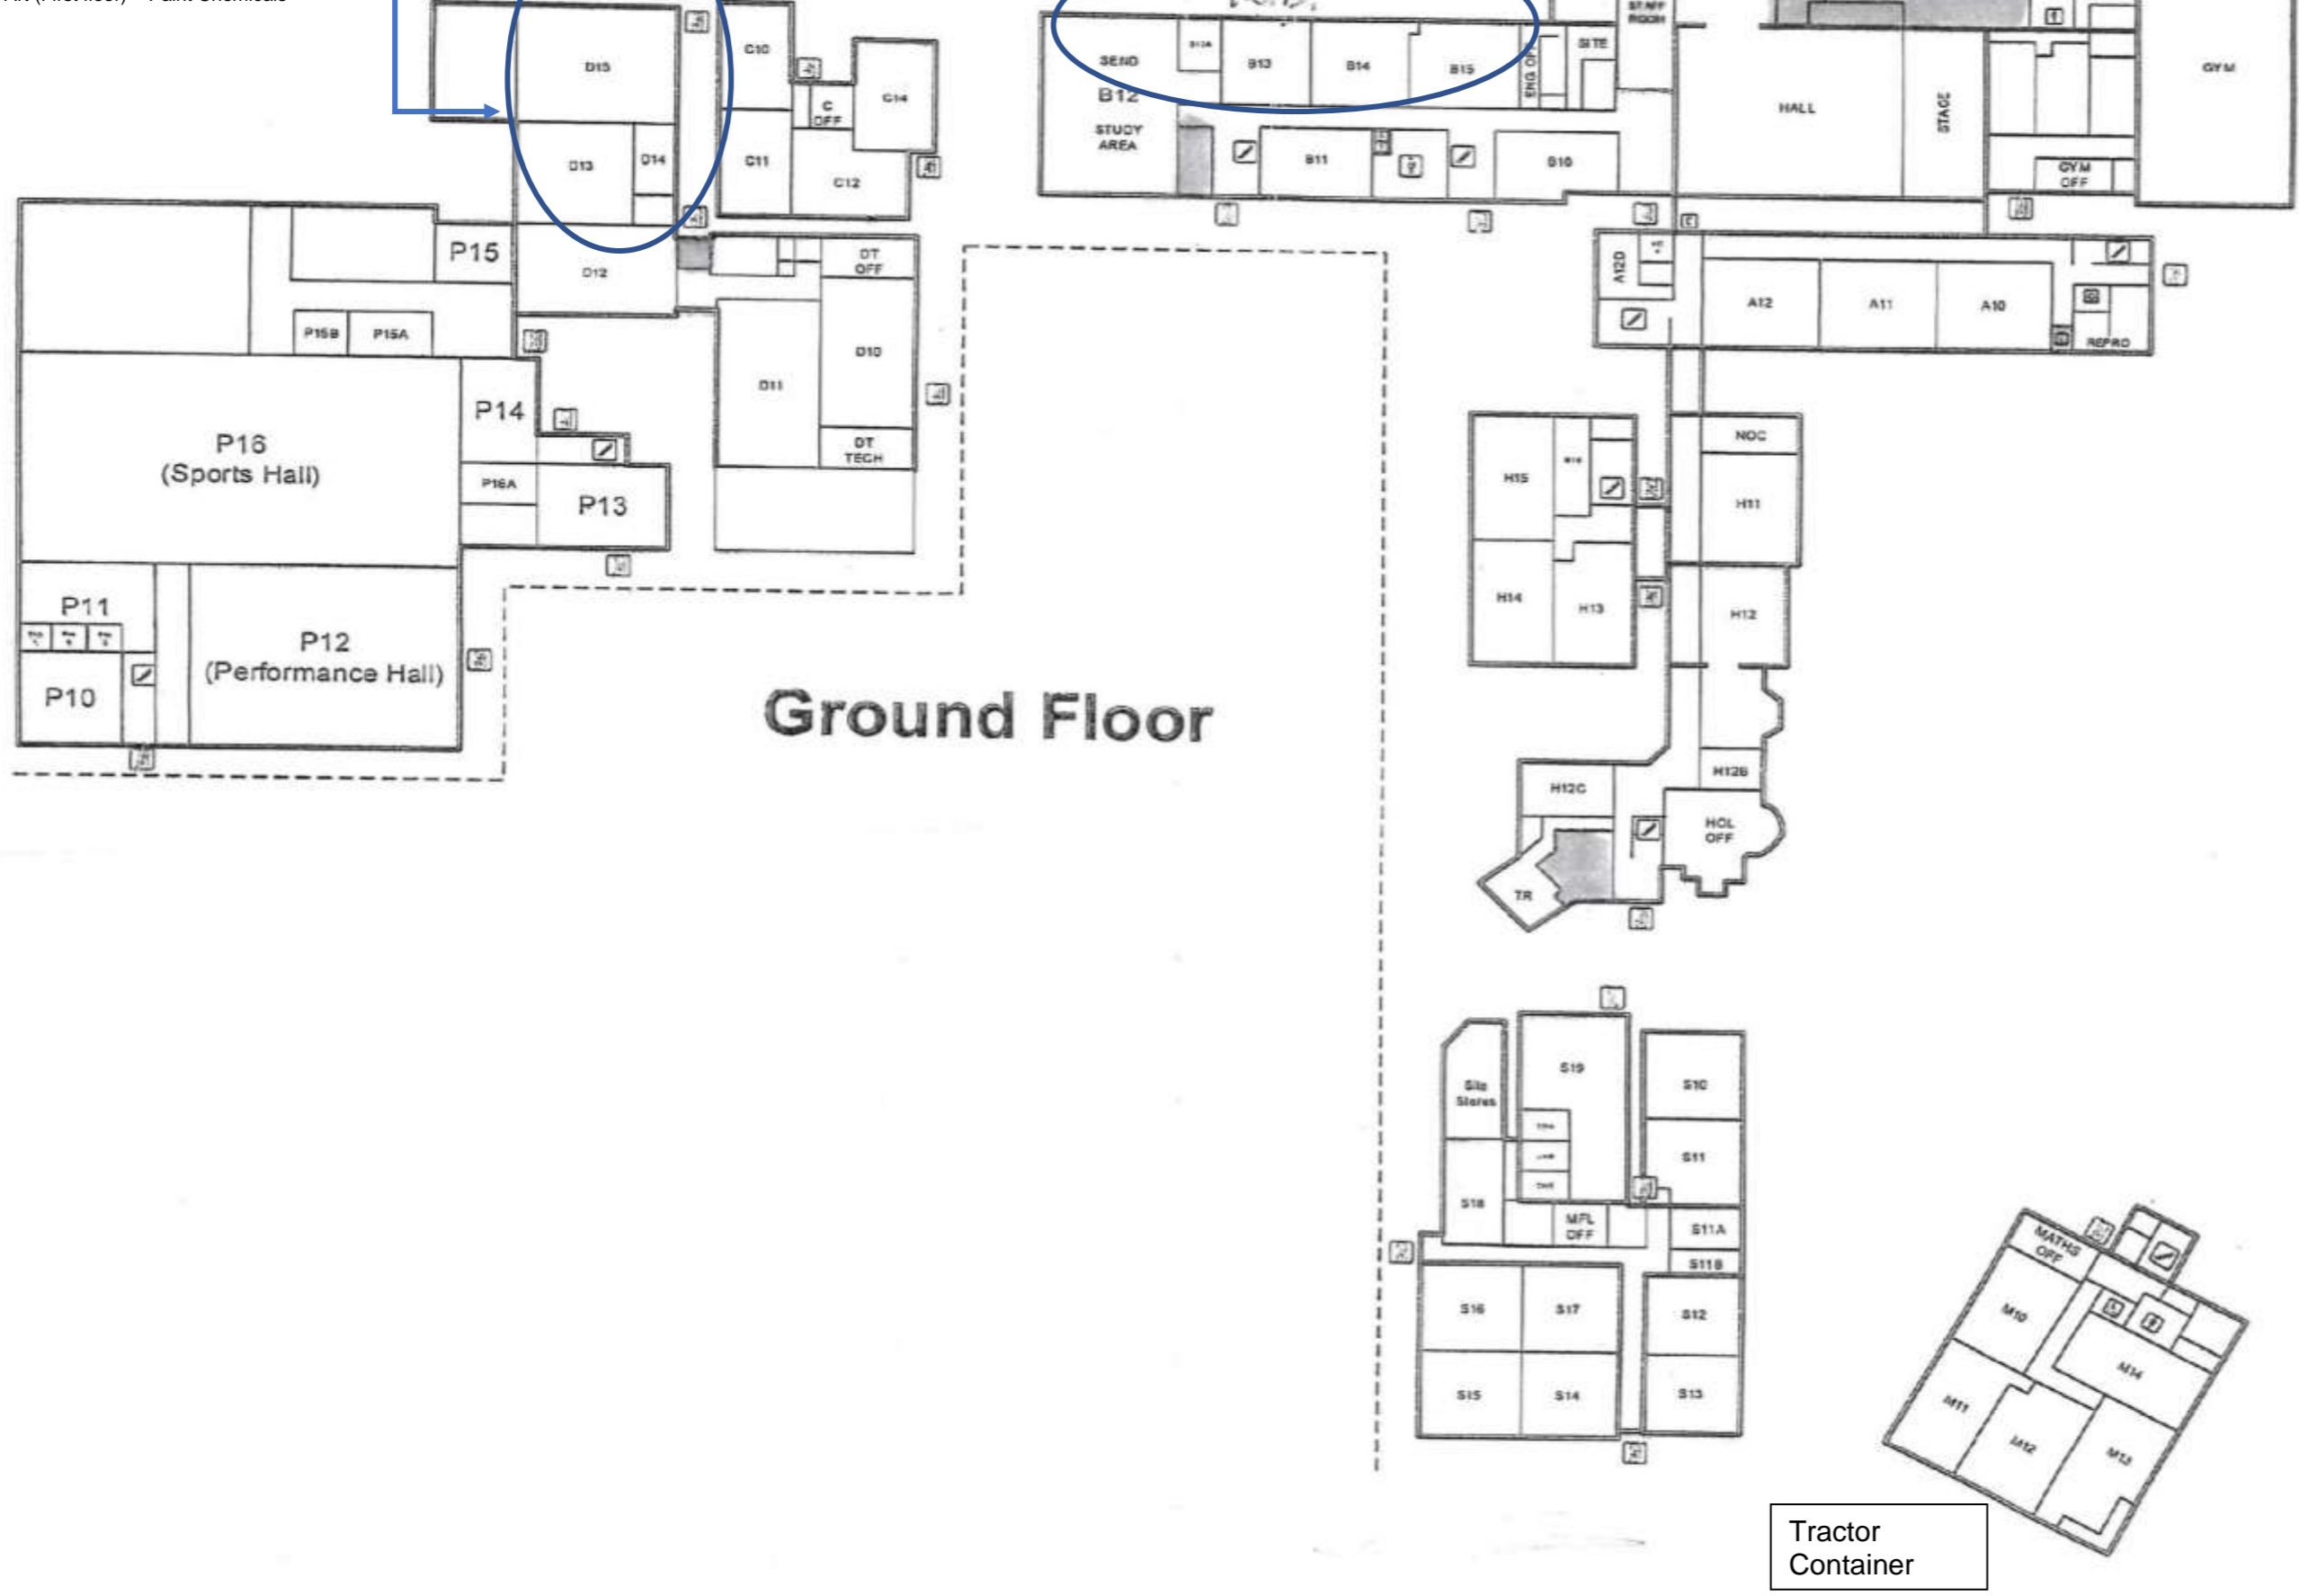 D15
C10
C
OFF
C14
D13
D14
C11
C12
SEND
B12
STUDY
AREA
B13
B14
B15
ENG OFF
SITE
STAFF
ROOM
B11
B10
HALL
STAGE
GYM
OFF
GYM
P15
D12
DT
OFF
P15B
P15A
D11
D10
DT
TECH
A12D
A12
A11
A10
REPRO
P14
P16
(Sports Hall)
P16A
P13
P11
P12
(Performance Hall)
P10
Ground Floor
NOC
H15
H11
H14
H13
H12
H12B
H12C
HOL
OFF
TR
S19
S10
S11
S18
MFL
OFF
S11A
S11B
S16
S17
S12
S15
S14
S13
MATHS
OFF
M10
M14
M11
M12
M13
Tractor
Container